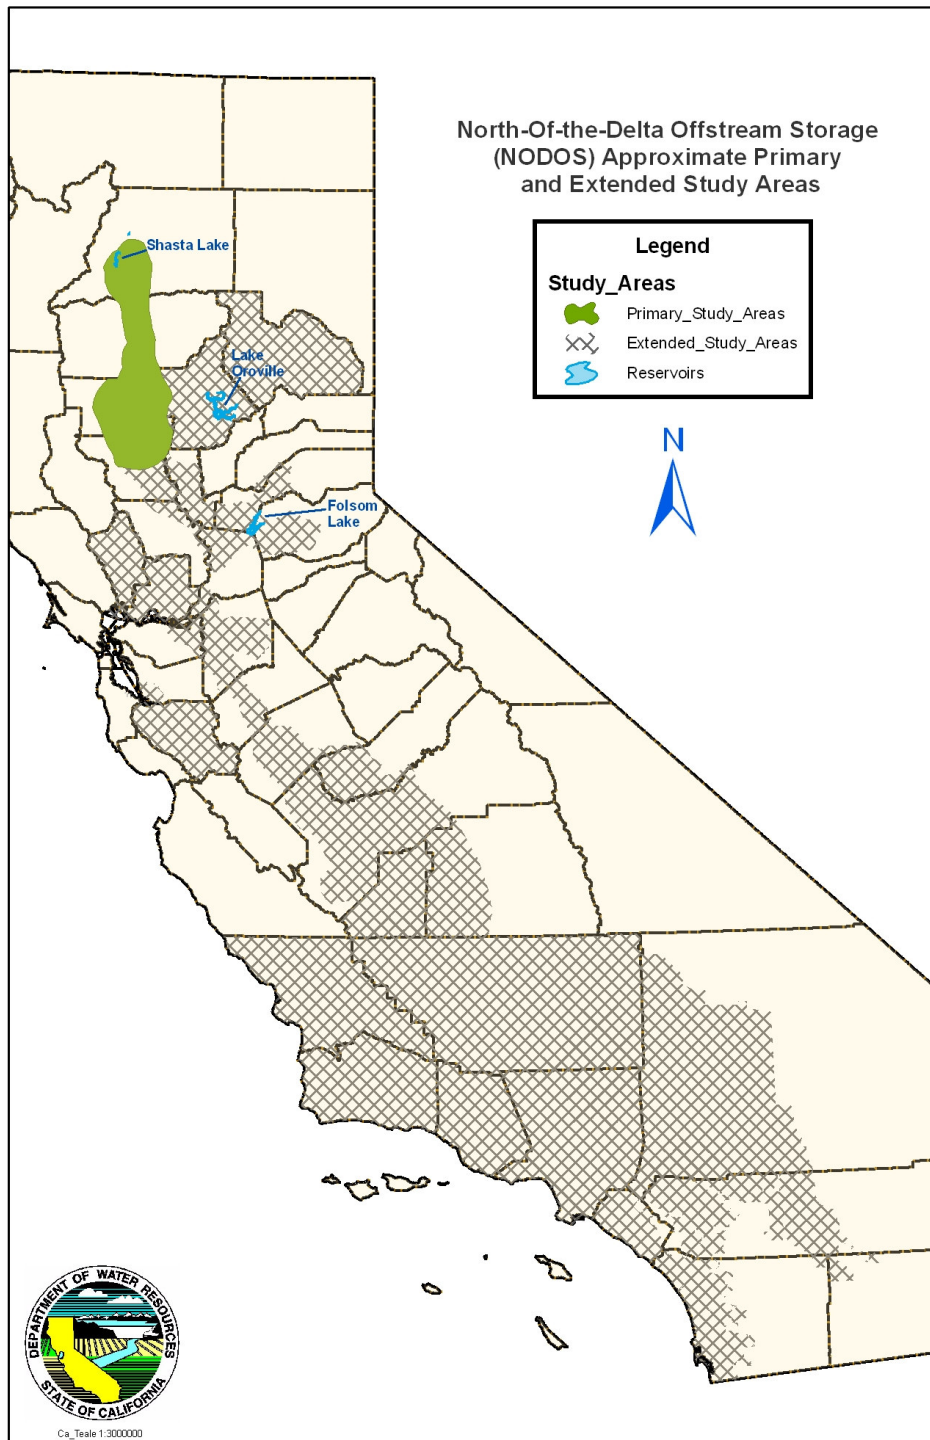 North-Of-the-Delta Offstream Storage
(NODOS) Approximate Primary
and Extended Study Areas
Legend
Study_Areas
Primary_Study_Areas
Extended_Study_Areas
Reservoirs
N
Shasta Lake
Lake
Oroville
Folsom
Lake
DEPARTMENT OF WATER RESOURCES
STATE OF CALIFORNIA
Ca_Teale 1:3000000